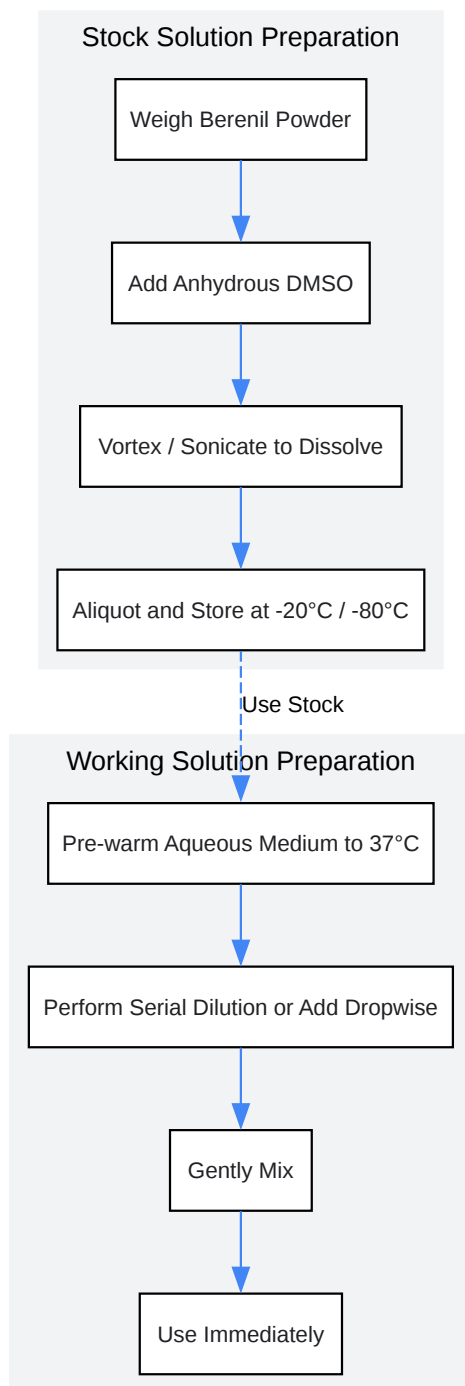 Stock Solution Preparation
Weigh Berenil Powder
Add Anhydrous DMSO
Vortex / Sonicate to Dissolve
Aliquot and Store at -20°C / -80°C
Use Stock
Working Solution Preparation
Pre-warm Aqueous Medium to 37°C
Perform Serial Dilution or Add Dropwise
Gently Mix
Use Immediately